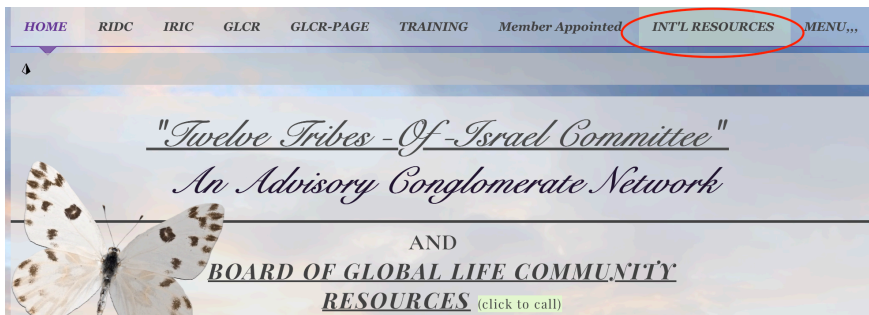 HOME RIDC IRIC GLCR GLCR-PAGE TRAINING Member Appointed INT'L RESOURCES MENU,,,
"Twelve Tribes -Of -Israel Committee"
An Advisory Conglomerate Network
AND
BOARD OF GLOBAL LIFE COMMUNITY
RESOURCES (click to call)